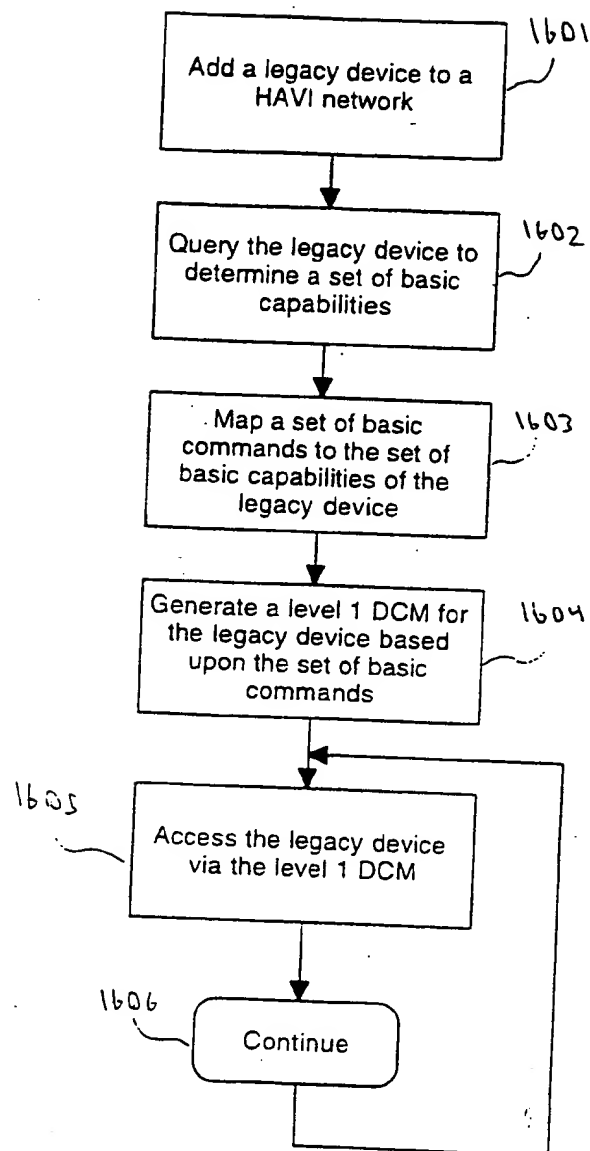 1601
Add a legacy device to a
HAVI network
1602
Query the legacy device to
determine a set of basic
capabilities
1603
Map a set of basic
commands to the set of
basic capabilities of the
legacy device
1604
Generate a level 1 DCM for
the legacy device based
upon the set of basic
commands
1605
Access the legacy device
via the level 1 DCM
1606
Continue